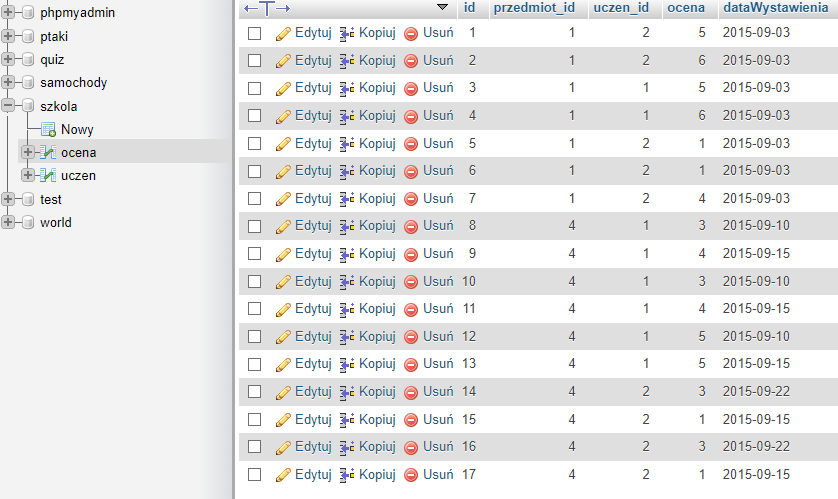 phpmyadmin
ptaki
quiz
samochody
szkola
Nowy
ocena
uczen
test
world
id przedmiot_id uczen_id ocena dataWystawienia
Edytuj Kopiuj Usuń 1 1 2 5 2015-09-03
Edytuj Kopiuj Usuń 2 1 2 6 2015-09-03
Edytuj Kopiuj Usuń 3 1 1 5 2015-09-03
Edytuj Kopiuj Usuń 4 1 1 6 2015-09-03
Edytuj Kopiuj Usuń 5 1 2 1 2015-09-03
Edytuj Kopiuj Usuń 6 1 2 1 2015-09-03
Edytuj Kopiuj Usuń 7 1 2 4 2015-09-03
Edytuj Kopiuj Usuń 8 4 1 3 2015-09-10
Edytuj Kopiuj Usuń 9 4 1 4 2015-09-15
Edytuj Kopiuj Usuń 10 4 1 3 2015-09-10
Edytuj Kopiuj Usuń 11 4 1 4 2015-09-15
Edytuj Kopiuj Usuń 12 4 1 5 2015-09-10
Edytuj Kopiuj Usuń 13 4 1 5 2015-09-15
Edytuj Kopiuj Usuń 14 4 2 3 2015-09-22
Edytuj Kopiuj Usuń 15 4 2 1 2015-09-15
Edytuj Kopiuj Usuń 16 4 2 3 2015-09-22
Edytuj Kopiuj Usuń 17 4 2 1 2015-09-15